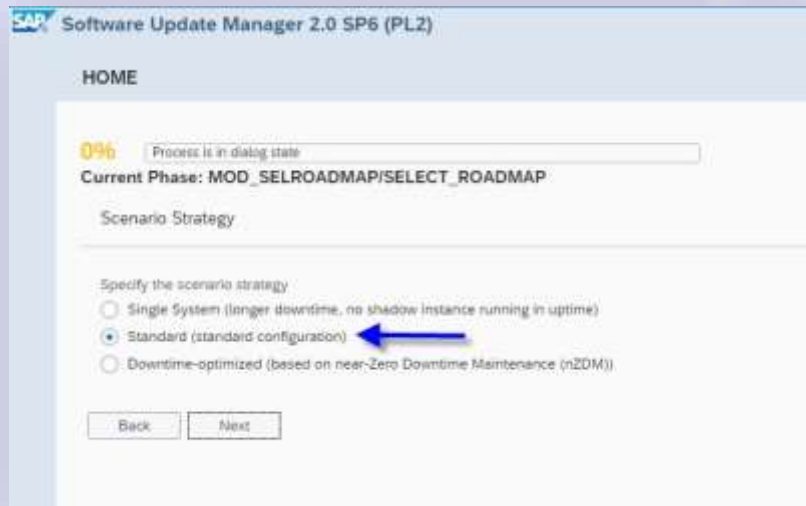 SAP Software Update Manager 2.0 SP6 (PL2)
HOME
0% Process is in dialog state
Current Phase: MOD_SELROADMAP/SELECT_ROADMAP
Scenario Strategy
Specify the scenario strategy
Single System (longer downtime, no shadow instance running in uptime)
Standard (standard configuration)
Downtime-optimized (based on near-Zero Downtime Maintenance (nZDM))
Back Next